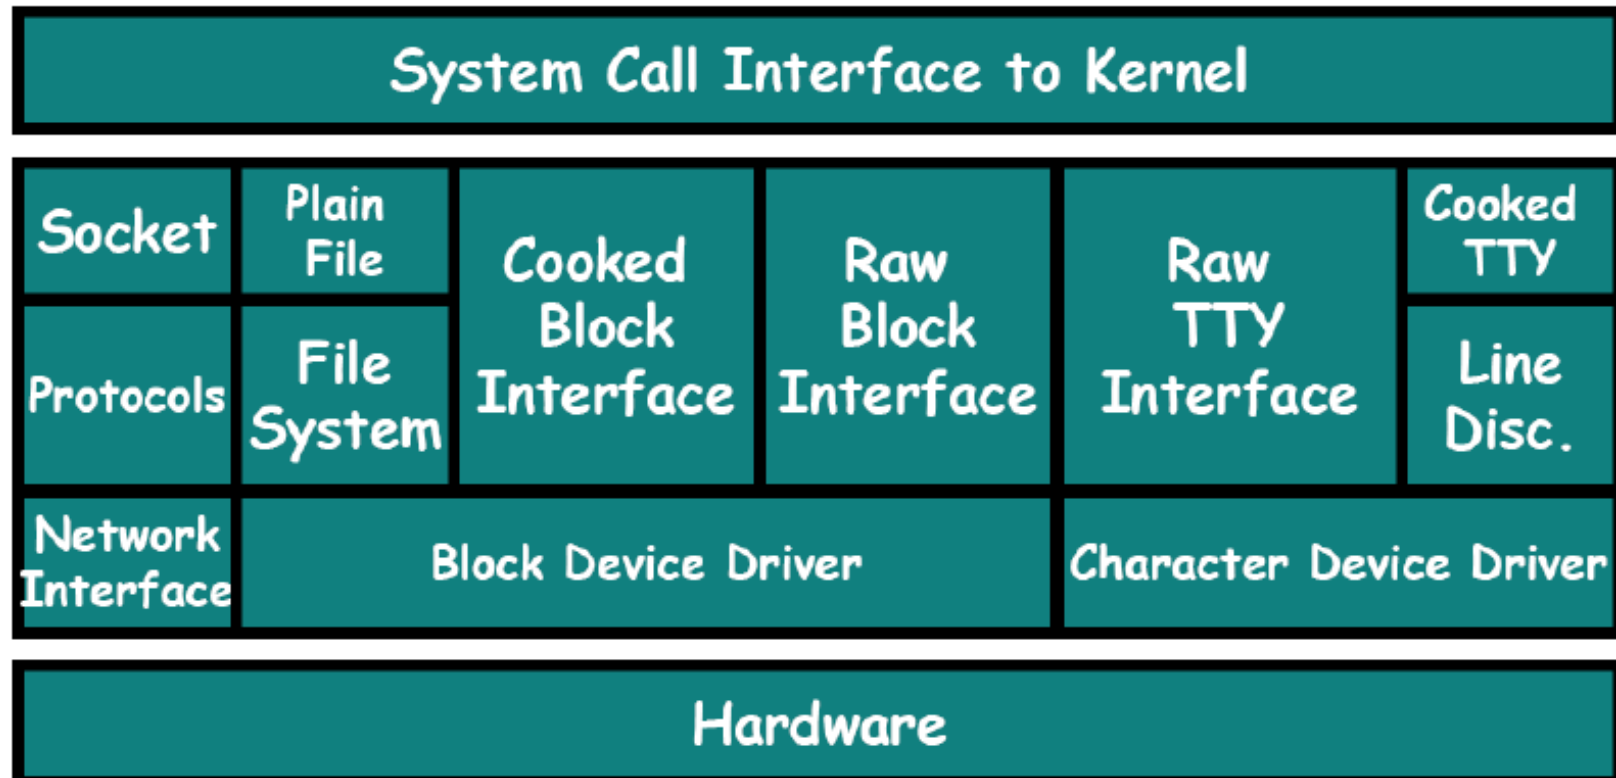 System Call Interface to Kernel
Socket
Plain
File
Cooked
Block
Interface
Raw
Block
Interface
Raw
TTY
Interface
Cooked
TTY
Protocols
File
System
Line
Disc.
Network
Interface
Block Device Driver
Character Device Driver
Hardware